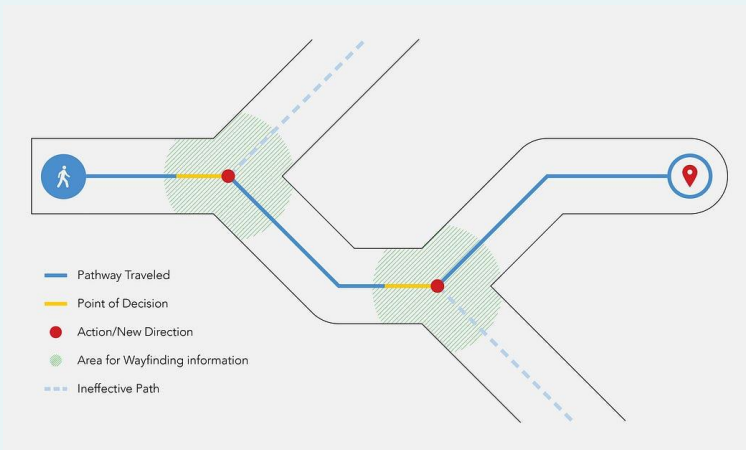 Pathway Traveled
Point of Decision
Action/New Direction
Area for Wayfinding information
Ineffective Path